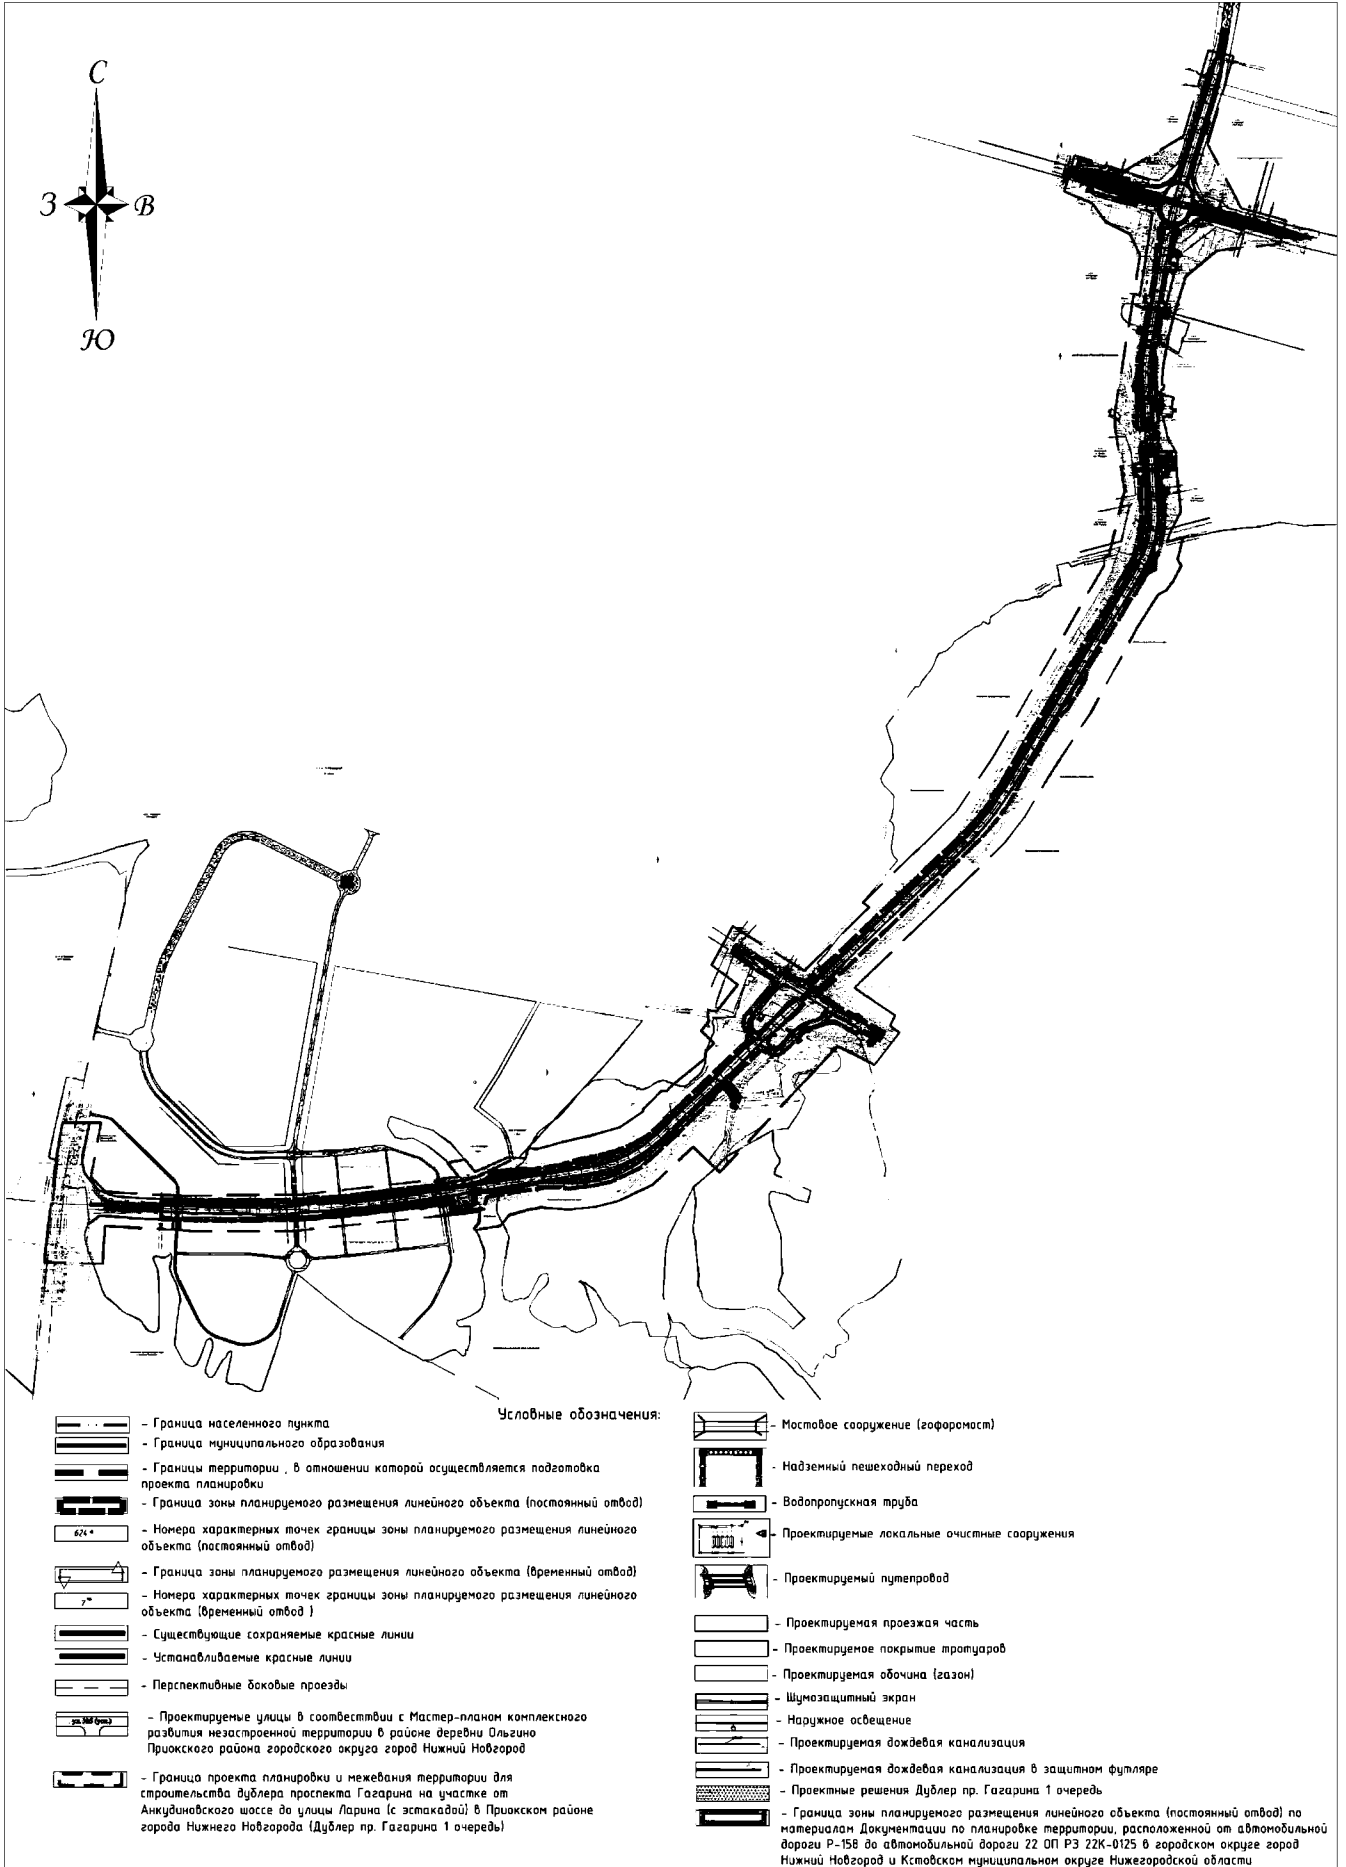 С
З
В
Ю
Условные обозначения:
- Граница населенного пункта
- Граница муниципального образования
- Границы территории , в отношении которой осуществляется подготовка
проекта планировки
- Граница зоны планируемого размещения линейного объекта (постоянный отвод)
624
- Номера характерных точек границы зоны планируемого размещения линейного
объекта (постоянный отвод)
- Граница зоны планируемого размещения линейного объекта (временный отвод)
7
- Номера характерных точек границы зоны планируемого размещения линейного
объекта (временный отвод )
- Существующие сохраняемые красные линии
- Устанавливаемые красные линии
- Перспективные боковые проезды
- Проектируемые улицы в соотвествии с Мастер-планом комплексного
развития незастроенной территории в районе деревни Ольгино
Приокского района городского округа город Нижний Новгород
- Граница проекта планировки и межевания территории для
строительства дублера проспекта Гагарина на участке от
Анкудиновского шоссе до улицы Ларина (с эстакадой) в Приокском районе
города Нижнего Новгорода (Дублер пр. Гагарина 1 очередь)
- Мостовое сооружение (гофоромост)
- Надземный пешеходный переход
- Водопропускная труба
- Проектируемые локальные очистные сооружения
- Проектируемый путепровод
- Проектируемая проезжая часть
- Проектируемое покрытие тротуаров
- Проектируемая обочина (газон)
- Шумозащитный экран
- Наружное освещение
- Проектируемая дождевая канализация
- Проектируемая дождевая канализация в защитном футляре
- Проектные решения Дублер пр. Гагарина 1 очередь
- Граница зоны планируемого размещения линейного объекта (постоянный отвод) по
материалам Документации по планировке территории, расположенной от автомобильной
дороги Р-158 до автомобильной дороги 22 ОП РЗ 22К-0125 в городском округе город
Нижний Новгород и Кстовском муниципальном округе Нижегородской области